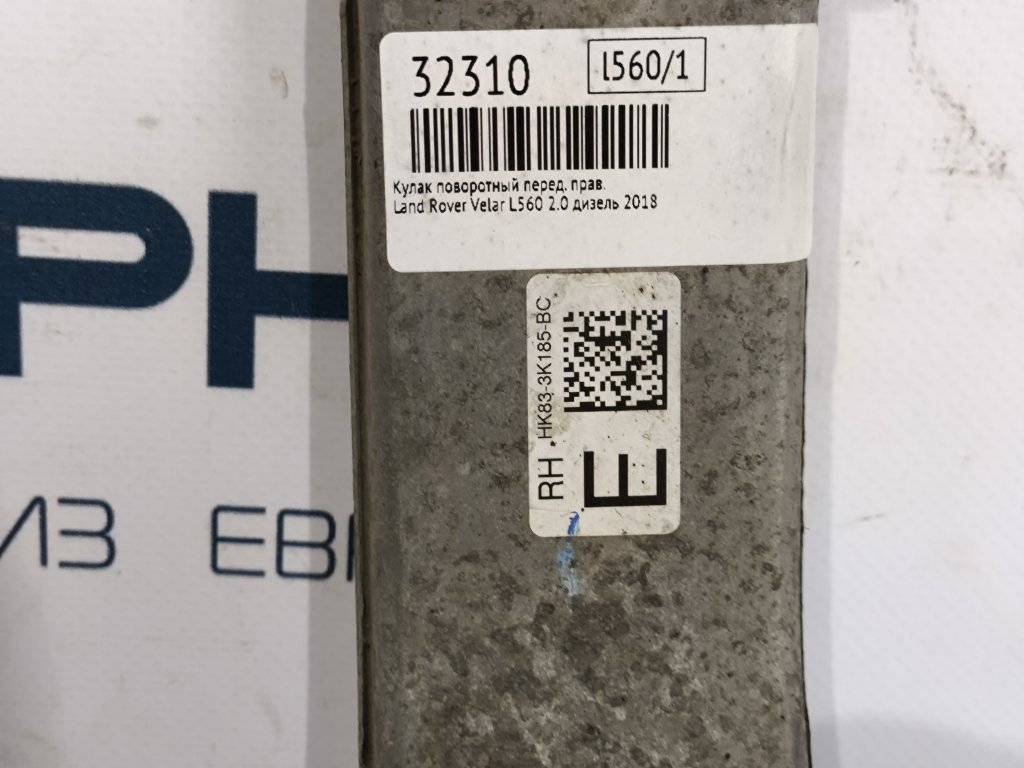 32310
l560/1
Кулак поворотный перед. прав.
Land Rover Velar L560 2.0 дизель 2018
RH HK83-3K185-BC
E
РН
ИЗ ЕВ